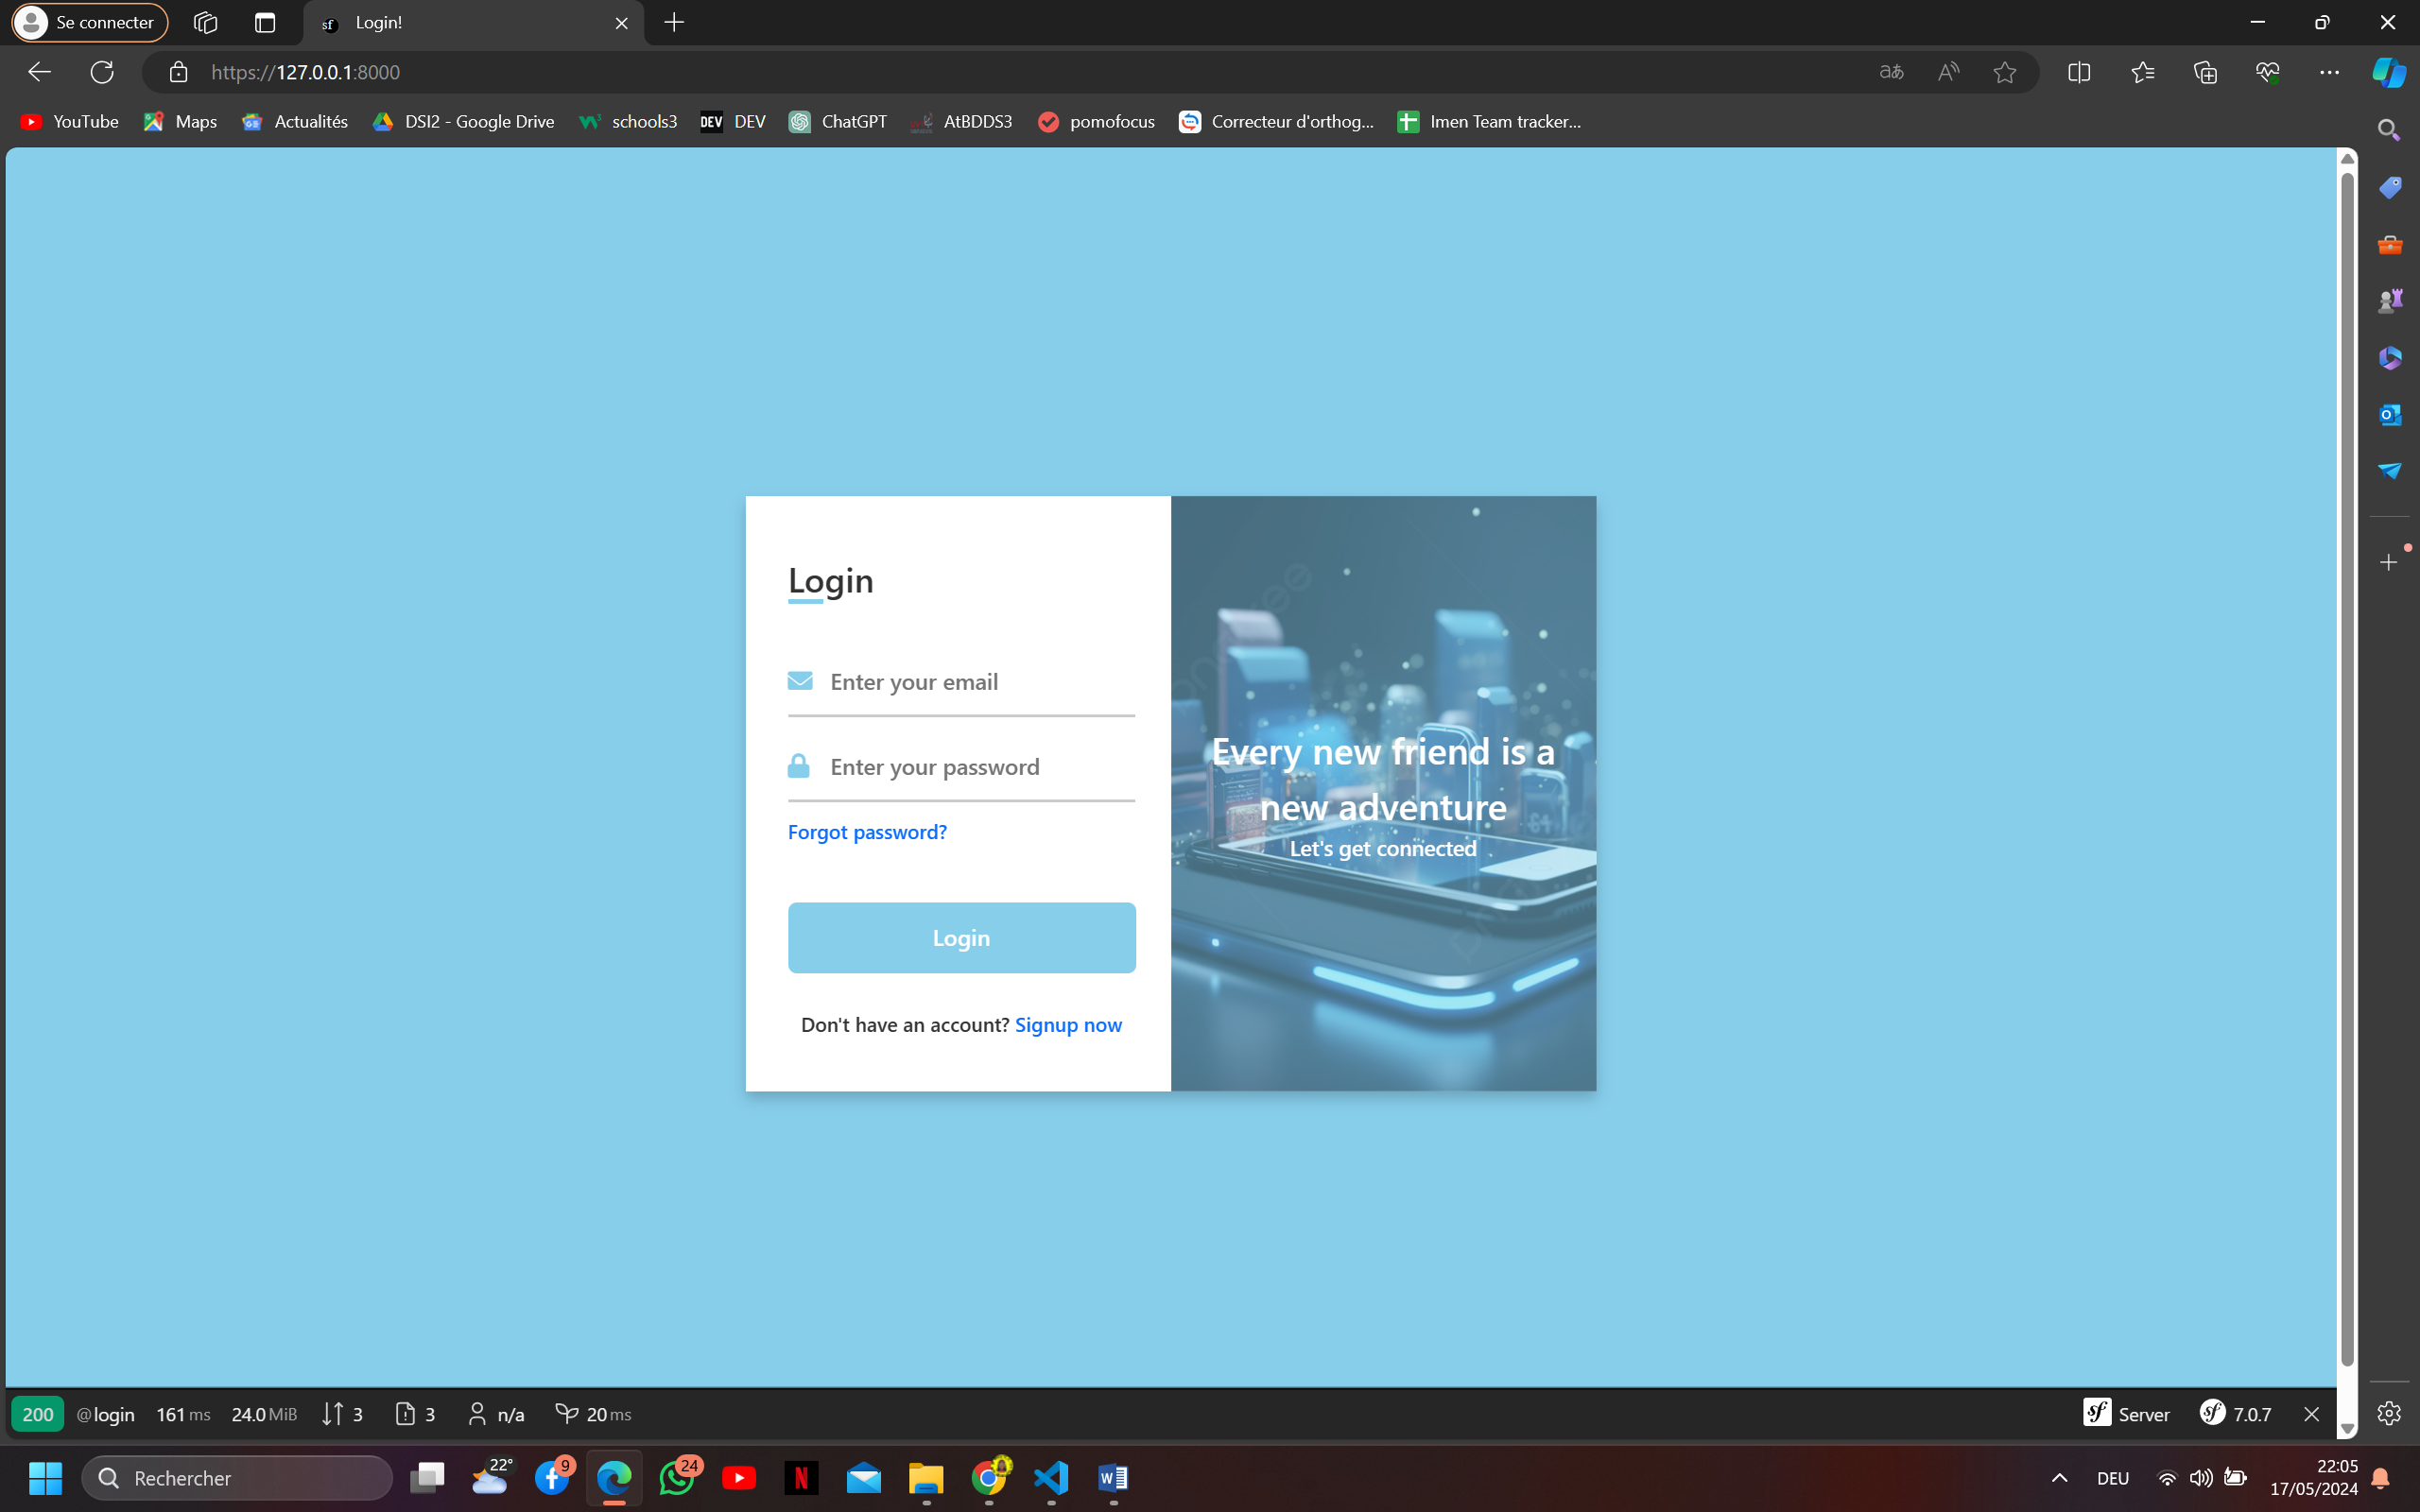 Se connecter
Login!
https://127.0.0.1:8000
YouTube
Maps
Actualités
DSI2 - Google Drive
schools3
DEV DEV
ChatGPT
AtBDDS3
pomofocus
Correcteur d'orthog...
Imen Team tracker...
Login
Enter your email
Enter your password
Forgot password?
Login
Don't have an account? Signup now
Every new friend is a
new adventure
Let's get connected
200 @login 161 ms 24.0 MiB 3 3 n/a 20 ms
Server 7.0.7
Rechercher
22°
9
24
DEU
22:05
17/05/2024